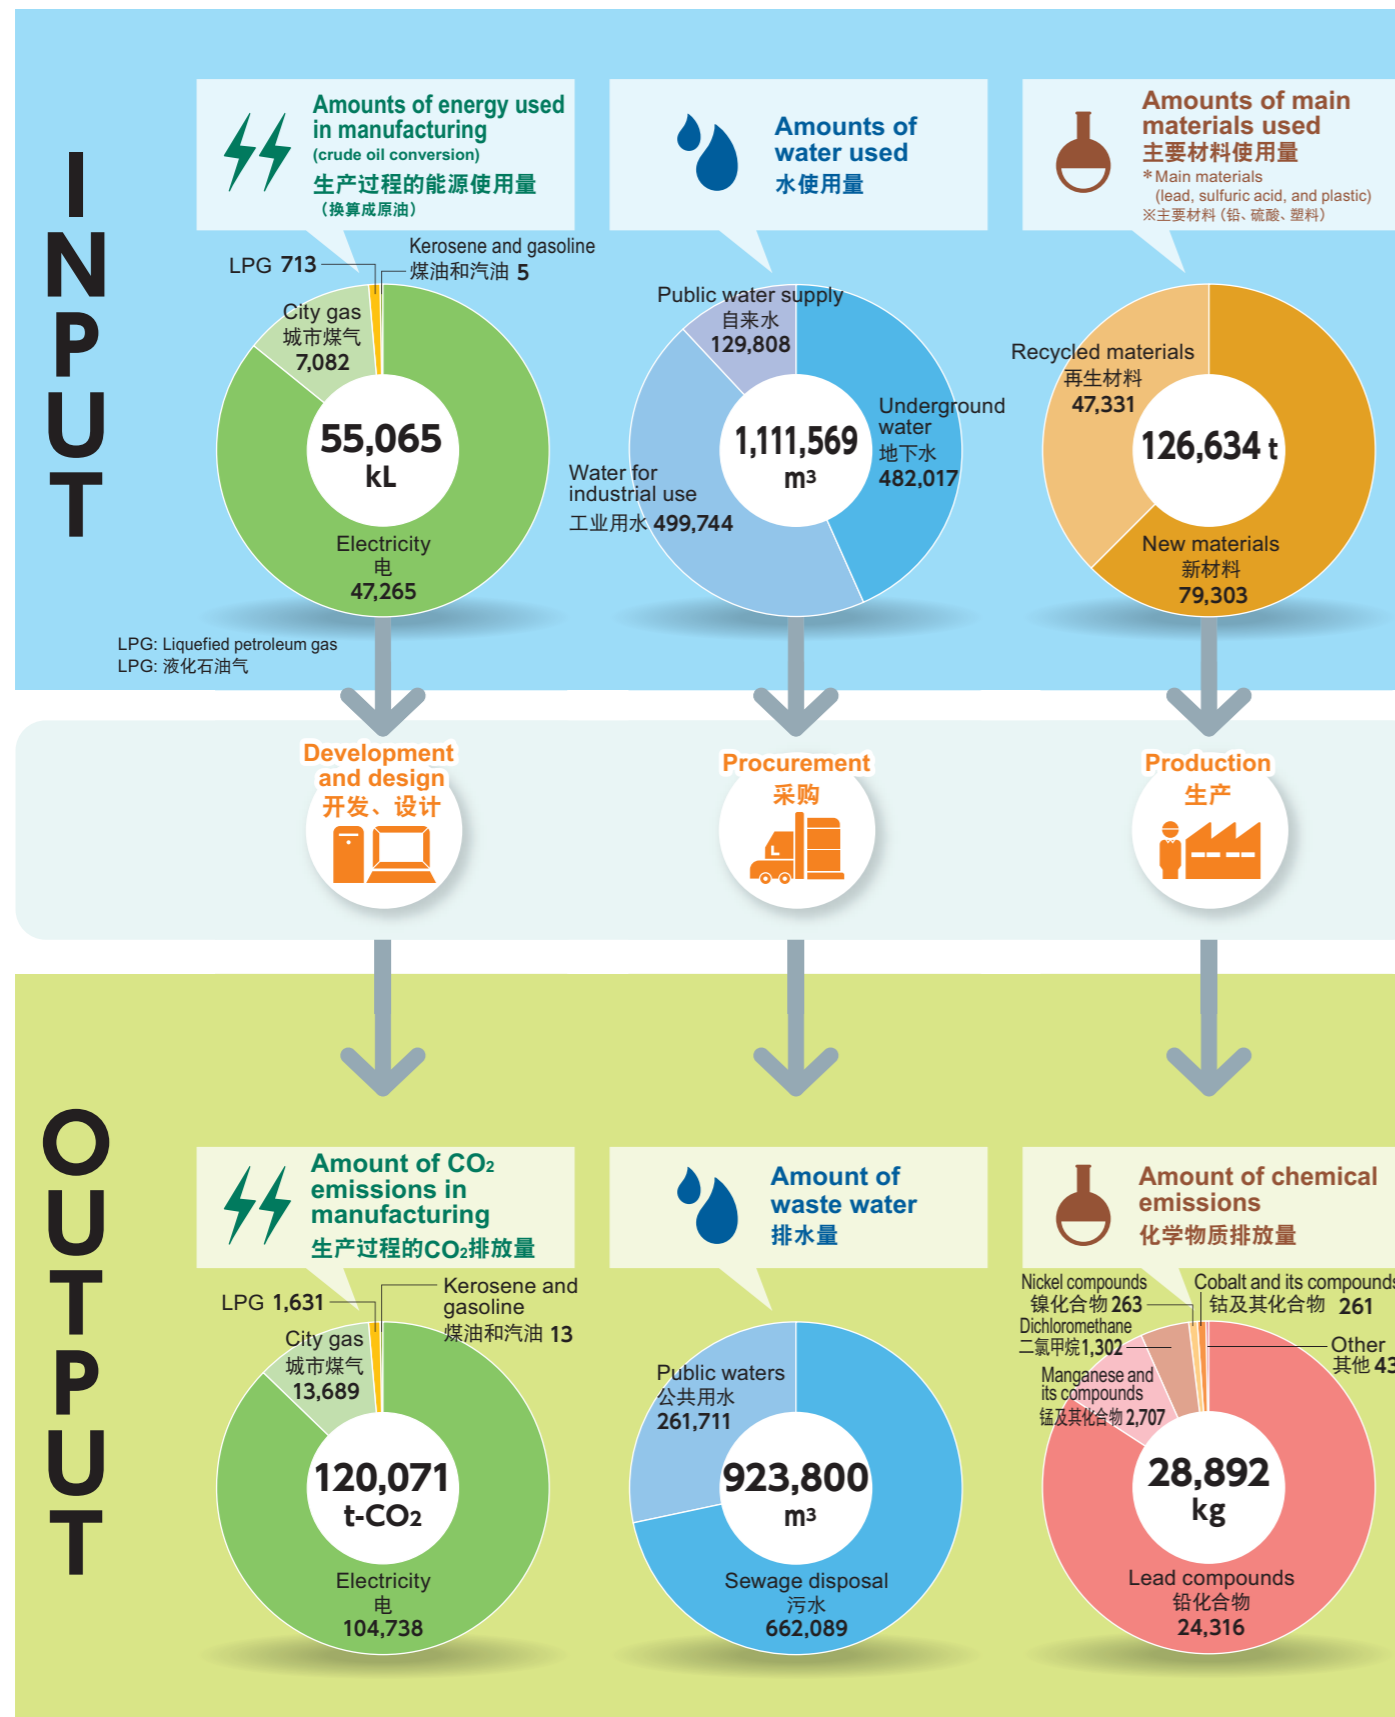 INPUT
Amounts of energy used
in manufacturing
(crude oil conversion)
生产过程的能源使用量
（换算成原油）
LPG 713
Kerosene and gasoline
煤油和汽油 5
City gas
城市煤气
7,082
55,065
kL
Electricity
电
47,265
LPG: Liquefied petroleum gas
LPG: 液化石油气
Amounts of
water used
水使用量
Public water supply
自来水
129,808
1,111,569
m3
Underground
water
地下水
482,017
Water for
industrial use
工业用水 499,744
Amounts of main
materials used
主要材料使用量
*Main materials
(lead, sulfuric acid, and plastic)
※主要材料（铅、硫酸、塑料）
Recycled materials
再生材料
47,331
126,634 t
New materials
新材料
79,303
Development
and design
开发、设计
Procurement
采购
L
Production
生产
OUTPUT
Amount of CO2
emissions in
manufacturing
生产过程的CO2排放量
LPG 1,631
Kerosene and
gasoline
煤油和汽油 13
City gas
城市煤气
13,689
120,071
t-CO2
Electricity
电
104,738
Amount of
waste water
排水量
Public waters
公共用水
261,711
923,800
m3
Sewage disposal
污水
662,089
Amount of chemical
emissions
化学物质排放量
Nickel compounds
镍化合物 263
Cobalt and its compounds
钴及其化合物 261
Dichloromethane
二氯甲烷 1,302
Other
其他 43
Manganese and
its compounds
锰及其化合物 2,707
28,892
kg
Lead compounds
铅化合物
24,316